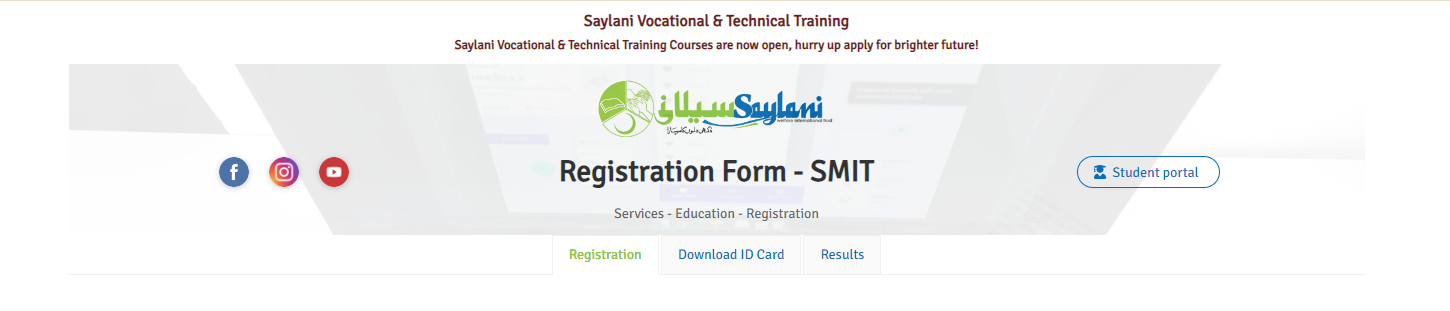 Saylani Vocational & Technical Training
Saylani Vocational & Technical Training Courses are now open, hurry up apply for brighter future!
سیلانی Saylani
welfare international trust
Registration Form - SMIT
Student portal
Services - Education - Registration
Registration
Download ID Card
Results